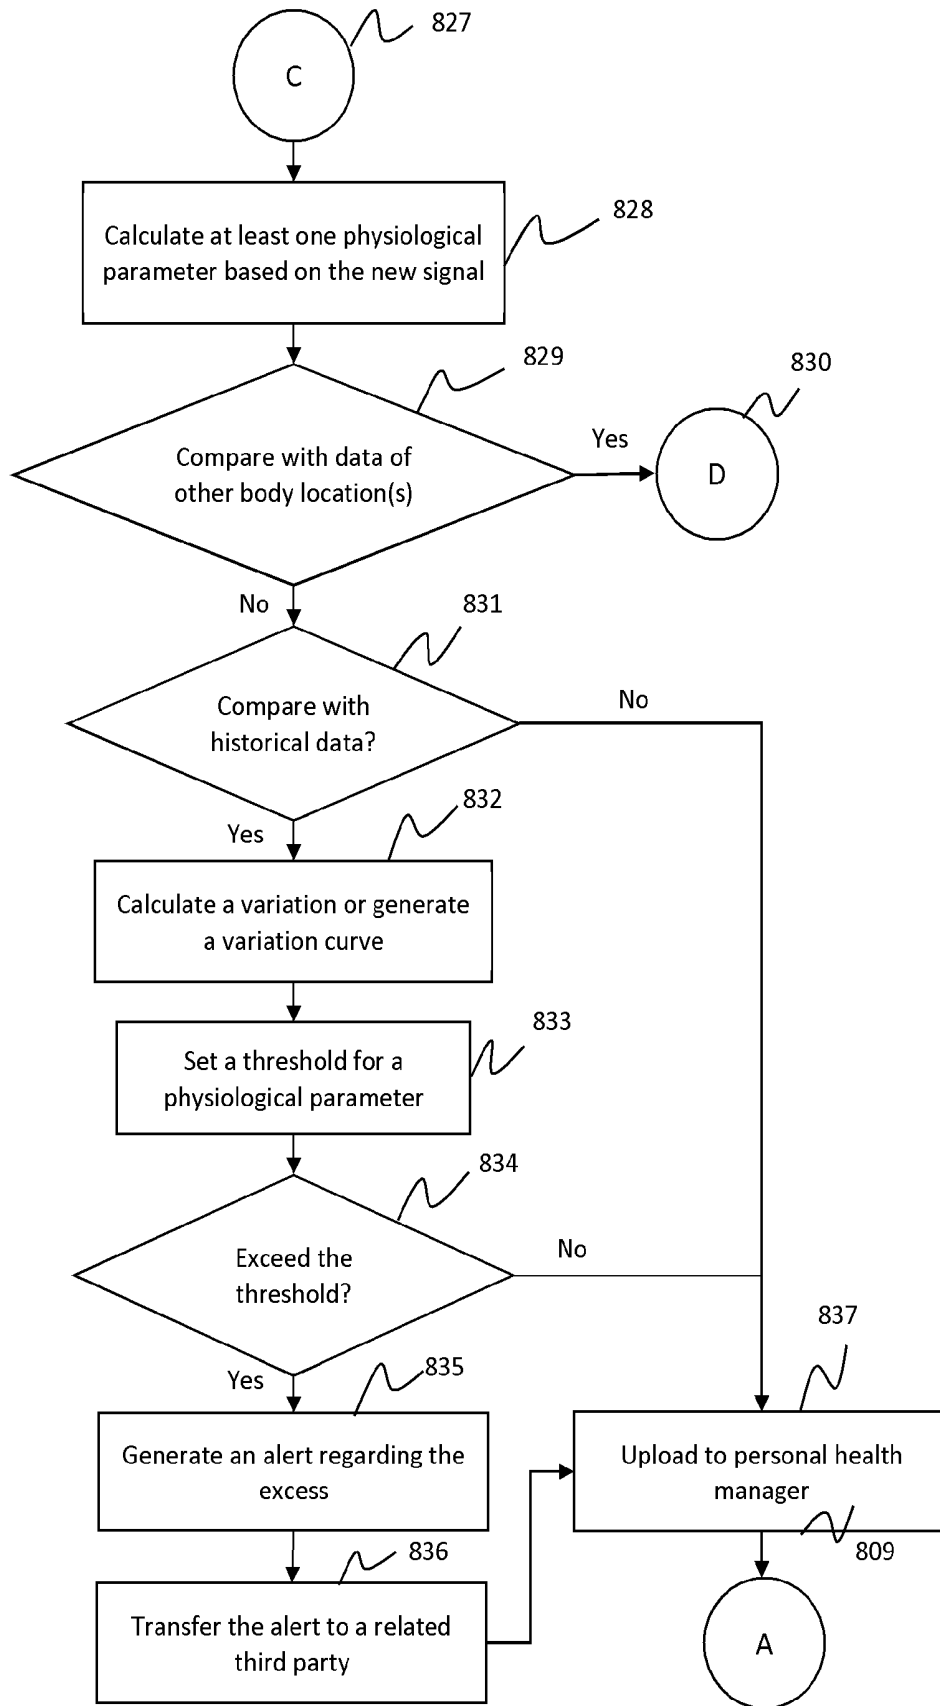 827
C
828
Calculate at least one physiological
parameter based on the new signal
829
830
Compare with data of
other body location(s)
Yes
D
No
831
Compare with
historical data?
No
Yes
832
Calculate a variation or generate
a variation curve
833
Set a threshold for a
physiological parameter
834
Exceed the
threshold?
No
837
Yes
835
Generate an alert regarding the
excess
Upload to personal health
manager
836
809
Transfer the alert to a related
third party
A